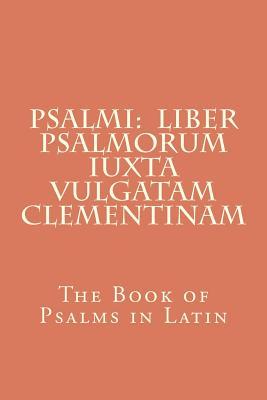 PSALMI: LIBER
PSALMORUM
IUXTA
VULGATAM
CLEMENTINAM
The Book of
Psalms in Latin